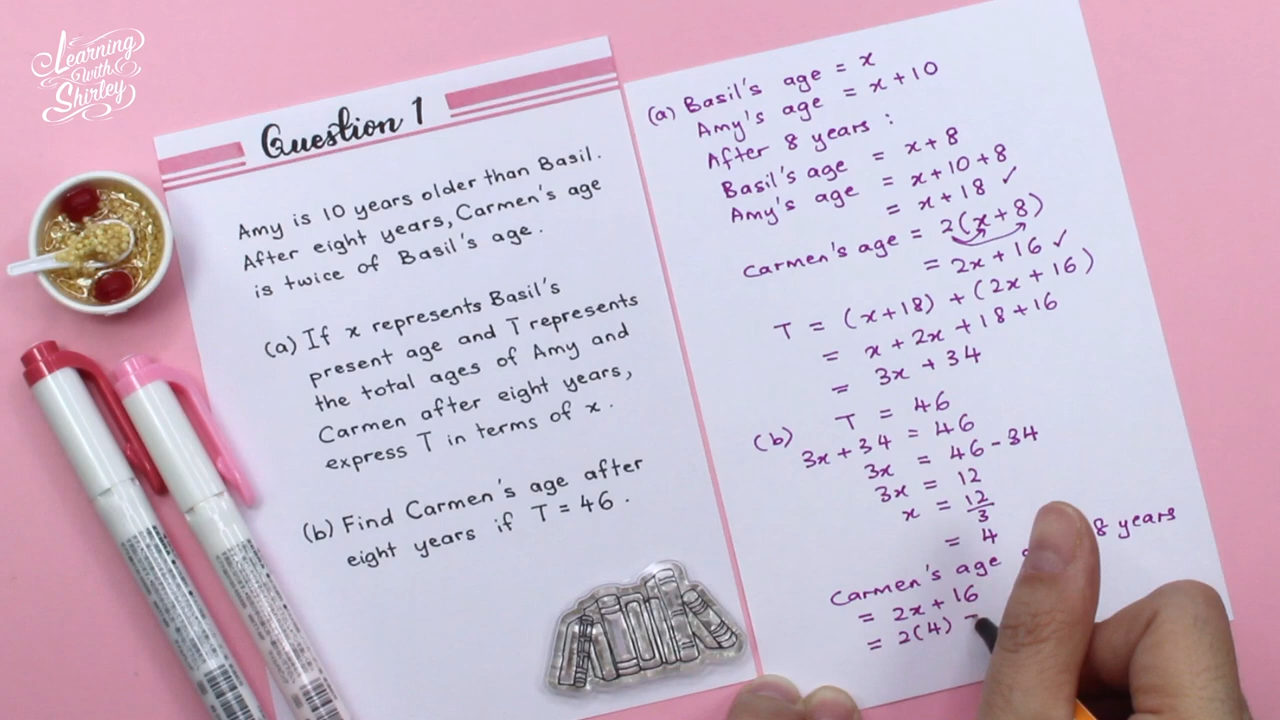 Learning
With
Shirley
Question 1
Amy is 10 years older than Basil.
After eight years, Carmen's age
is twice of Basil's age.
(a) If x represents Basil's
present age and T represents
the total ages of Amy and
Carmen after eight years,
express T in terms of x.
(b) Find Carmen's age after
eight years if T = 46.
(a) Basil's age = x
Amy's age = x + 10
After 8 years :
Basil's age = x + 8
Amy's age = x + 10 + 8
= x + 18 ✓
Carmen's age = 2(x + 8)
= 2x + 16 ✓
T = (x + 18) + (2x + 16)
= x + 2x + 18 + 16
= 3x + 34
(b) T = 46
3x + 34 = 46
3x = 46 - 34
3x = 12
x = 12/3
= 4
Carmen's age 8 years
= 2x + 16
= 2(4)